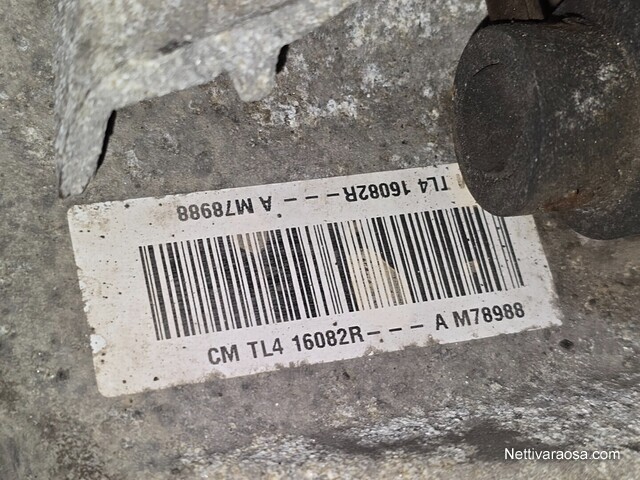 TL4 16082R--- A M78988
CM TL4 16082R--- A M78988
Nettivaraosa.com